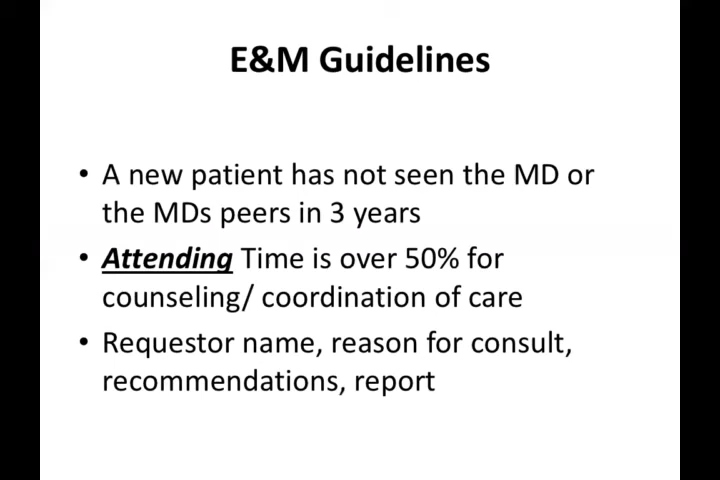 E&M Guidelines
• A new patient has not seen the MD or
the MDs peers in 3 years
• Attending Time is over 50% for
counseling/ coordination of care
• Requestor name, reason for consult,
recommendations, report